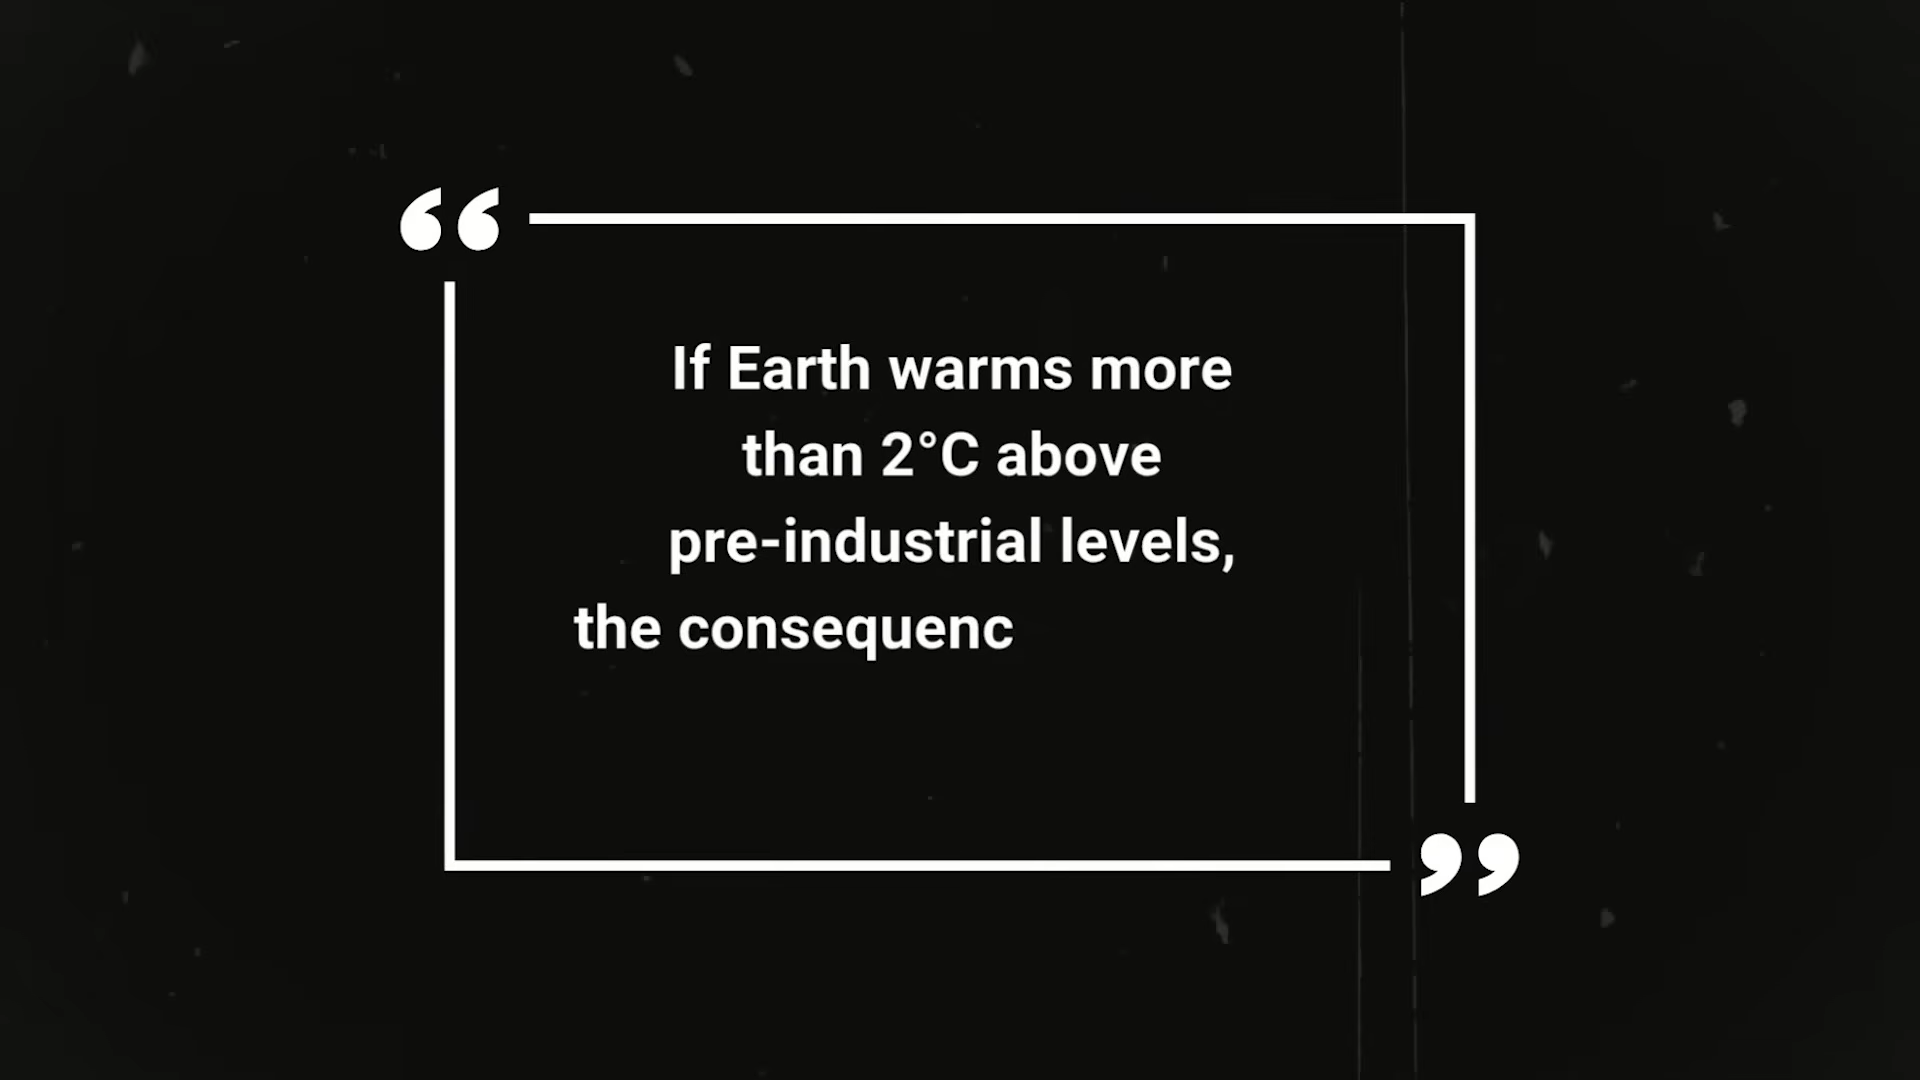 “
If Earth warms more
than 2°C above
pre-industrial levels,
the consequenc
”